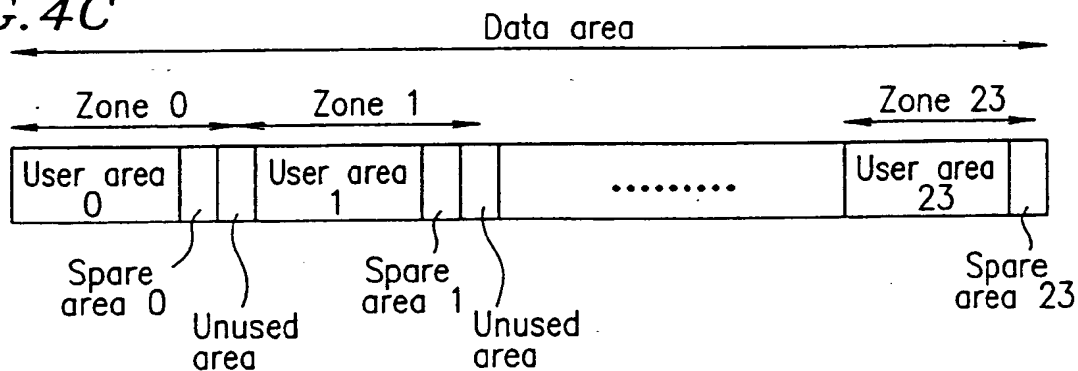 G.4C
Data area
Zone 0
Zone 1
Zone 23
User area
0
User area
1
.........
User area
23
Spare
area 0
Unused
area
Spare
area 1
Unused
area
Spare
area 23